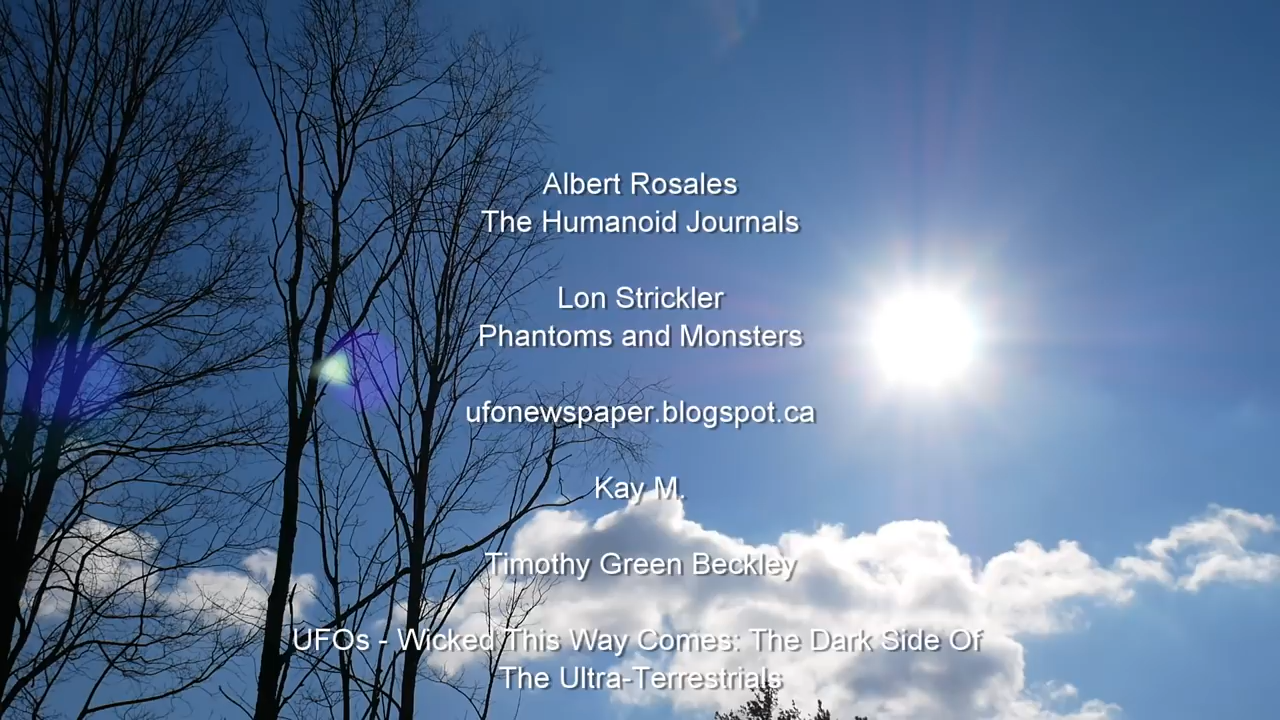 Albert Rosales
The Humanoid Journals
Lon Strickler
Phantoms and Monsters
ufonewspaper.blogspot.ca
Kay M.
Timothy Green Beckley
UFOs - Wicked This Way Comes: The Dark Side Of
The Ultra-Terrestrials